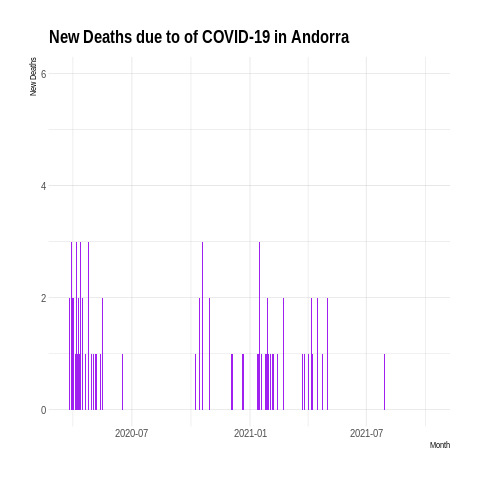 New Deaths due to of COVID-19 in Andorra
New Deaths
6
4
2
0
2020-07
2021-01
2021-07
Month